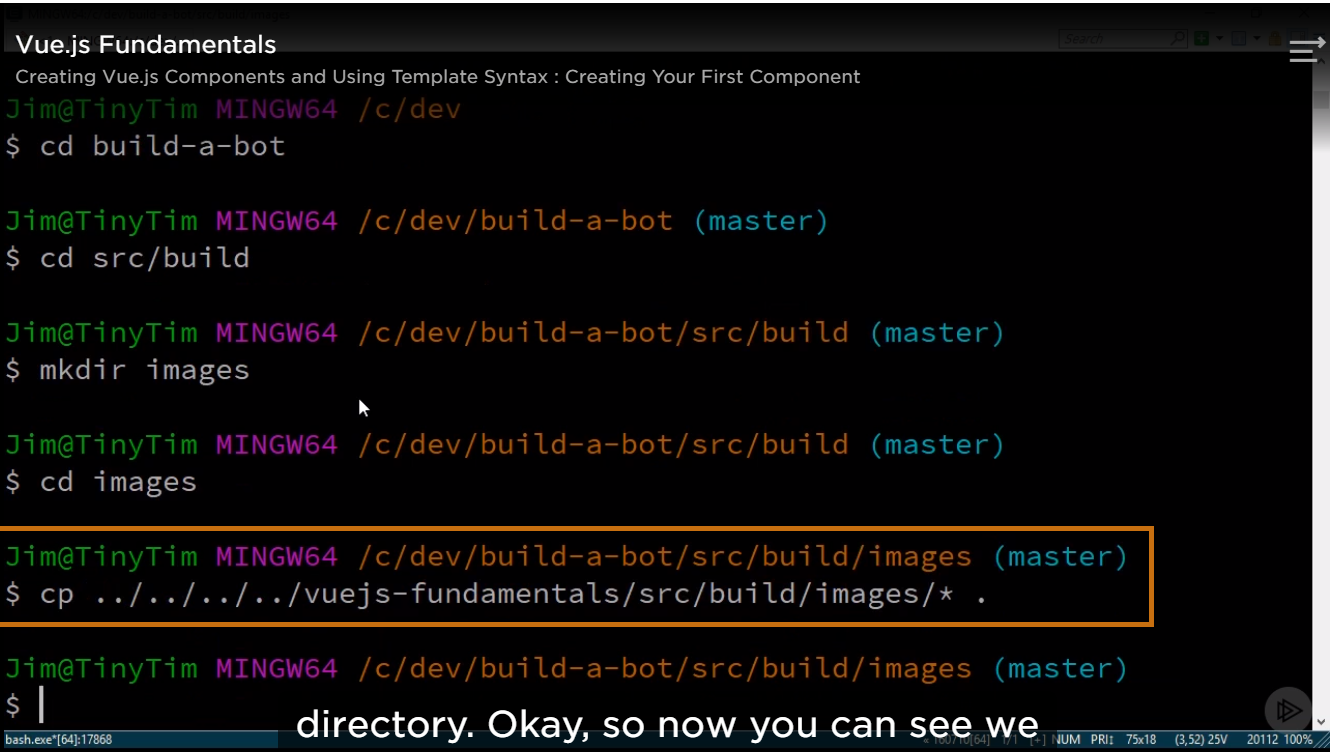 Vue.js Fundamentals
Search
Creating Vue.js Components and Using Template Syntax : Creating Your First Component
Jim@TinyTim MINGW64 /c/dev
$ cd build-a-bot
Jim@TinyTim MINGW64 /c/dev/build-a-bot (master)
$ cd src/build
Jim@TinyTim MINGW64 /c/dev/build-a-bot/src/build (master)
$ mkdir images
Jim@TinyTim MINGW64 /c/dev/build-a-bot/src/build (master)
$ cd images
Jim@TinyTim MINGW64 /c/dev/build-a-bot/src/build/images (master)
$ cp ../../../../vuejs-fundamentals/src/build/images/* .
Jim@TinyTim MINGW64 /c/dev/build-a-bot/src/build/images (master)
$
directory. Okay, so now you can see we
bash.exe*[64]:17868 « 160710[64] 1/1 [+] NUM PRI↕ 75x18 (3,52) 25V 20112 100%